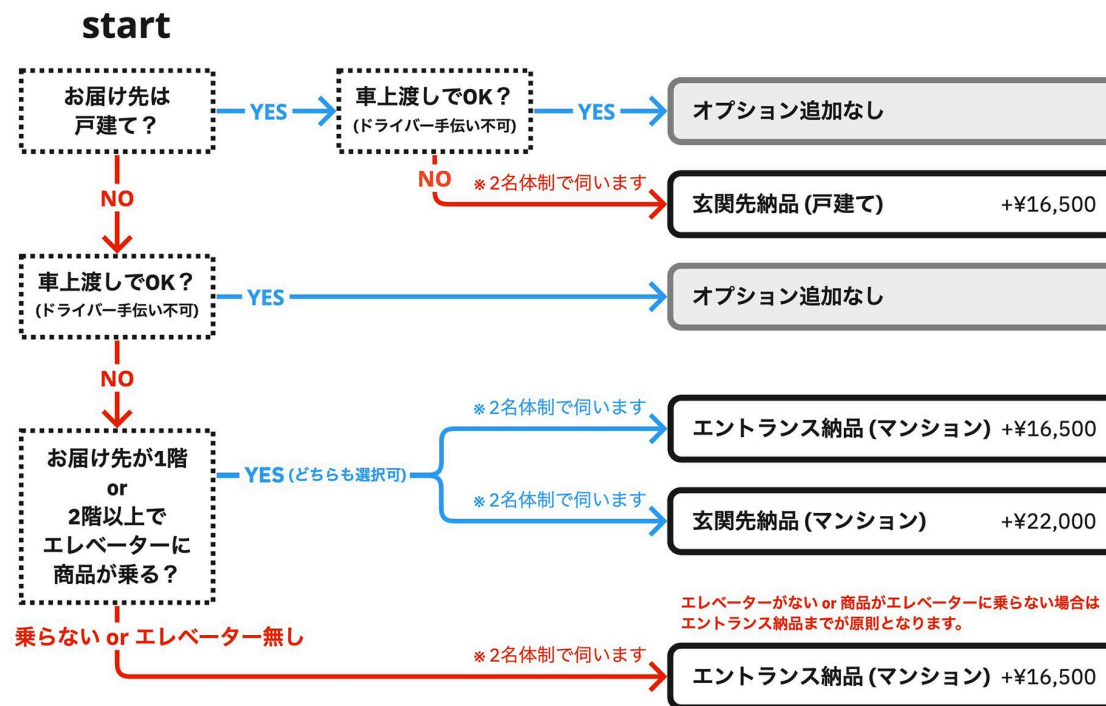 start
お届け先は
戸建て？
YES
車上渡しでOK？
(ドライバー手伝い不可)
YES
オプション追加なし
NO
NO
※2名体制で伺います
玄関先納品 (戸建て) +¥16,500
車上渡しでOK？
(ドライバー手伝い不可)
YES
オプション追加なし
NO
お届け先が1階
or
2階以上で
エレベーターに
商品が乗る？
YES (どちらも選択可)
※2名体制で伺います
エントランス納品 (マンション) +¥16,500
※2名体制で伺います
玄関先納品 (マンション) +¥22,000
乗らない or エレベーター無し
エレベーターがない or 商品がエレベーターに乗らない場合は
エントランス納品までが原則となります。
※2名体制で伺います
エントランス納品 (マンション) +¥16,500